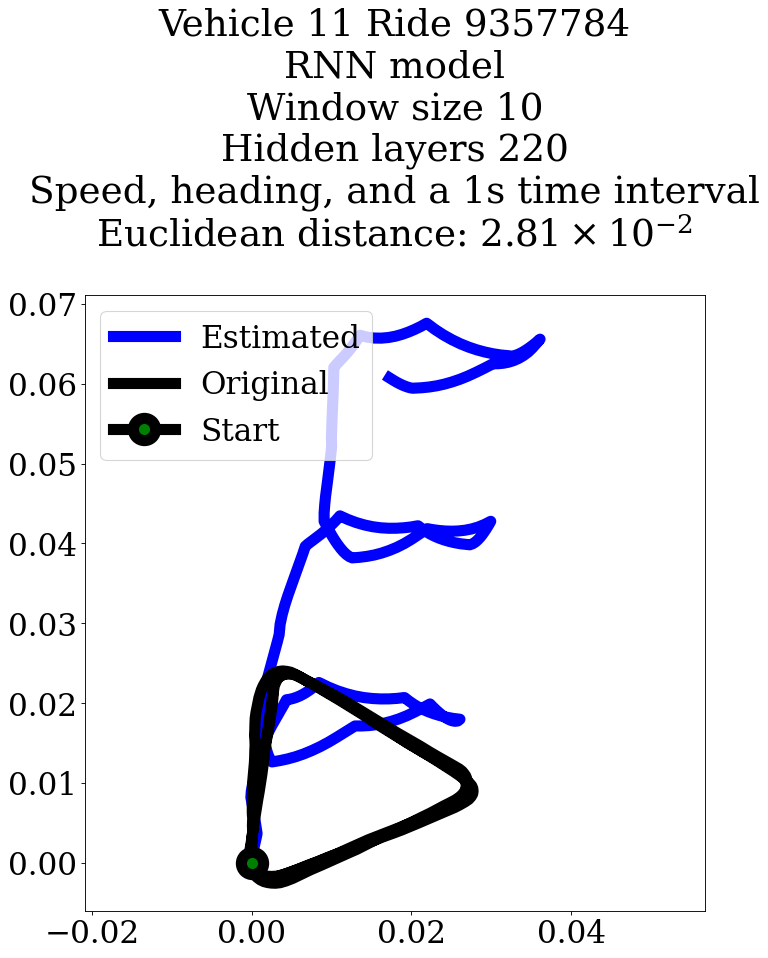 Vehicle 11 Ride 9357784
RNN model
Window size 10
Hidden layers 220
Speed, heading, and a 1s time interval
Euclidean distance: 2.81 × 10⁻²
0.07
Estimated
0.06
Original
Start
0.05
0.04
0.03
0.02
0.01
0.00
−0.02 0.00 0.02 0.04